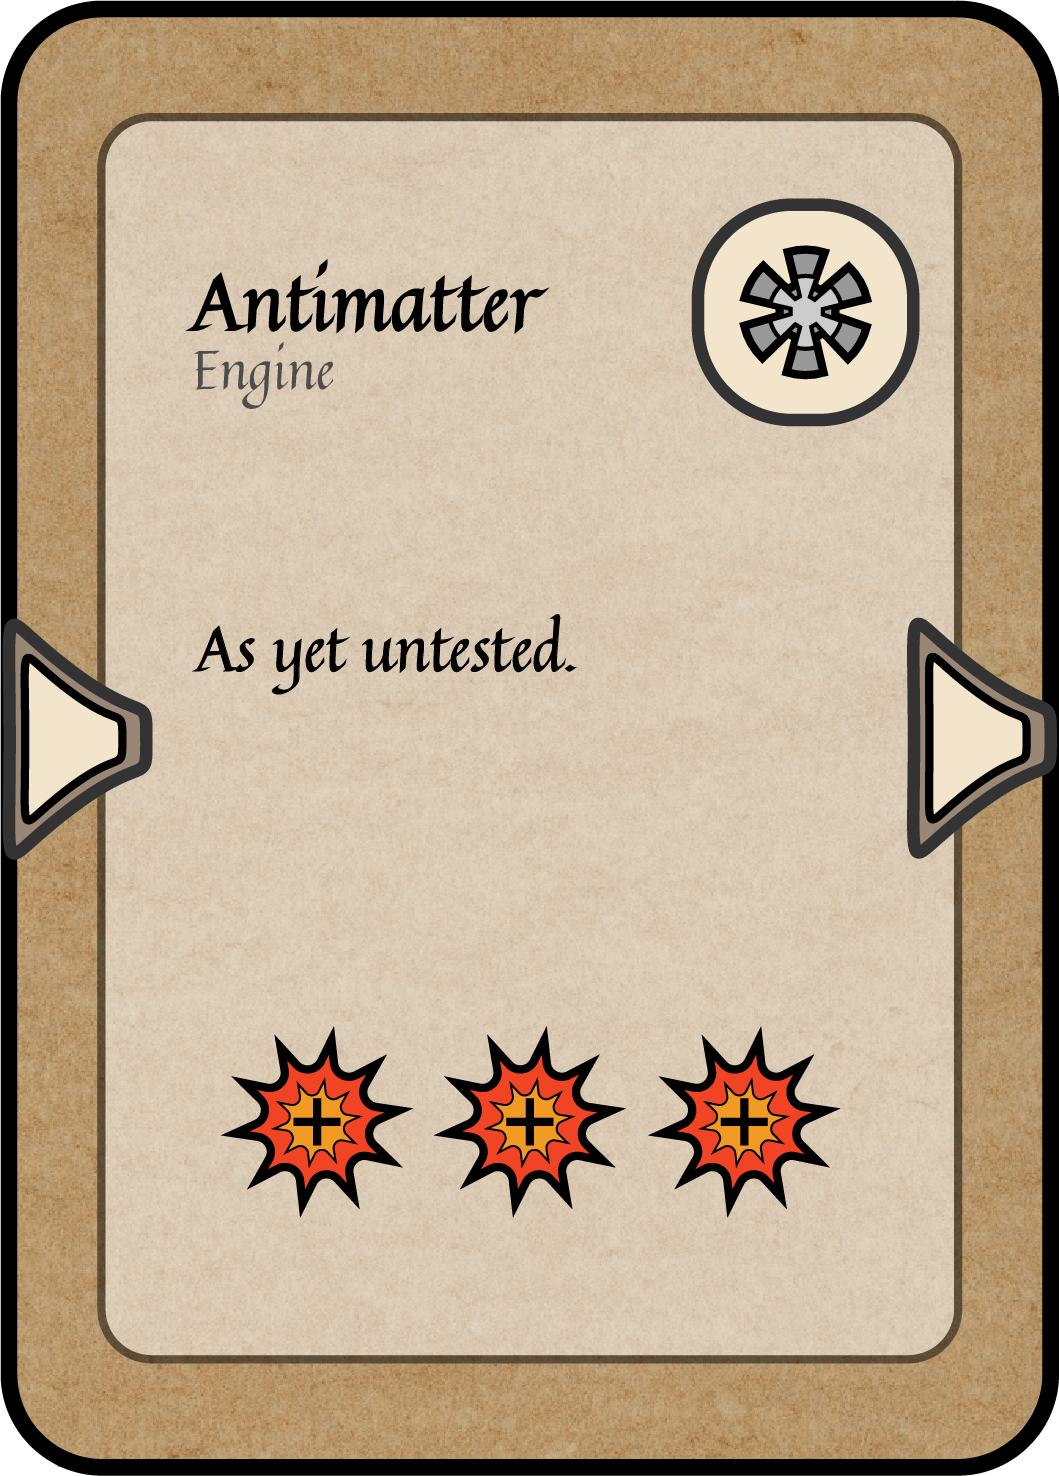 Antimatter
Engine
As yet untested.
+ + +